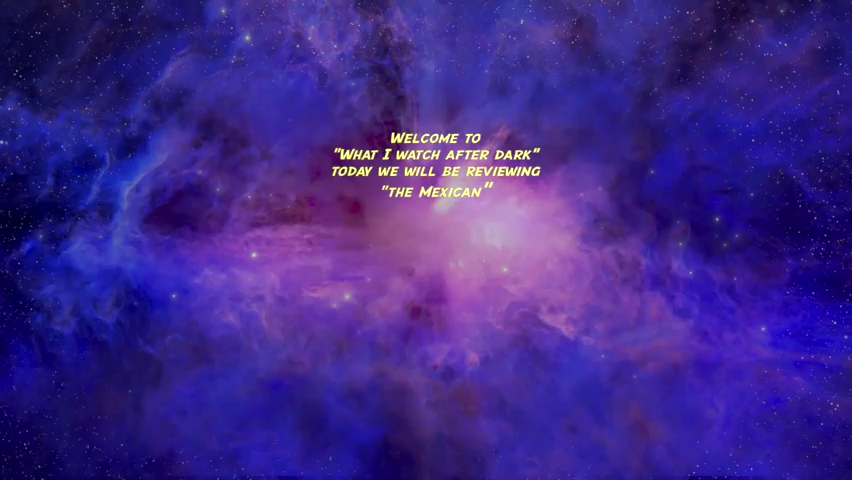 Welcome to
"What I watch after dark"
today we will be reviewing
"the Mexican"